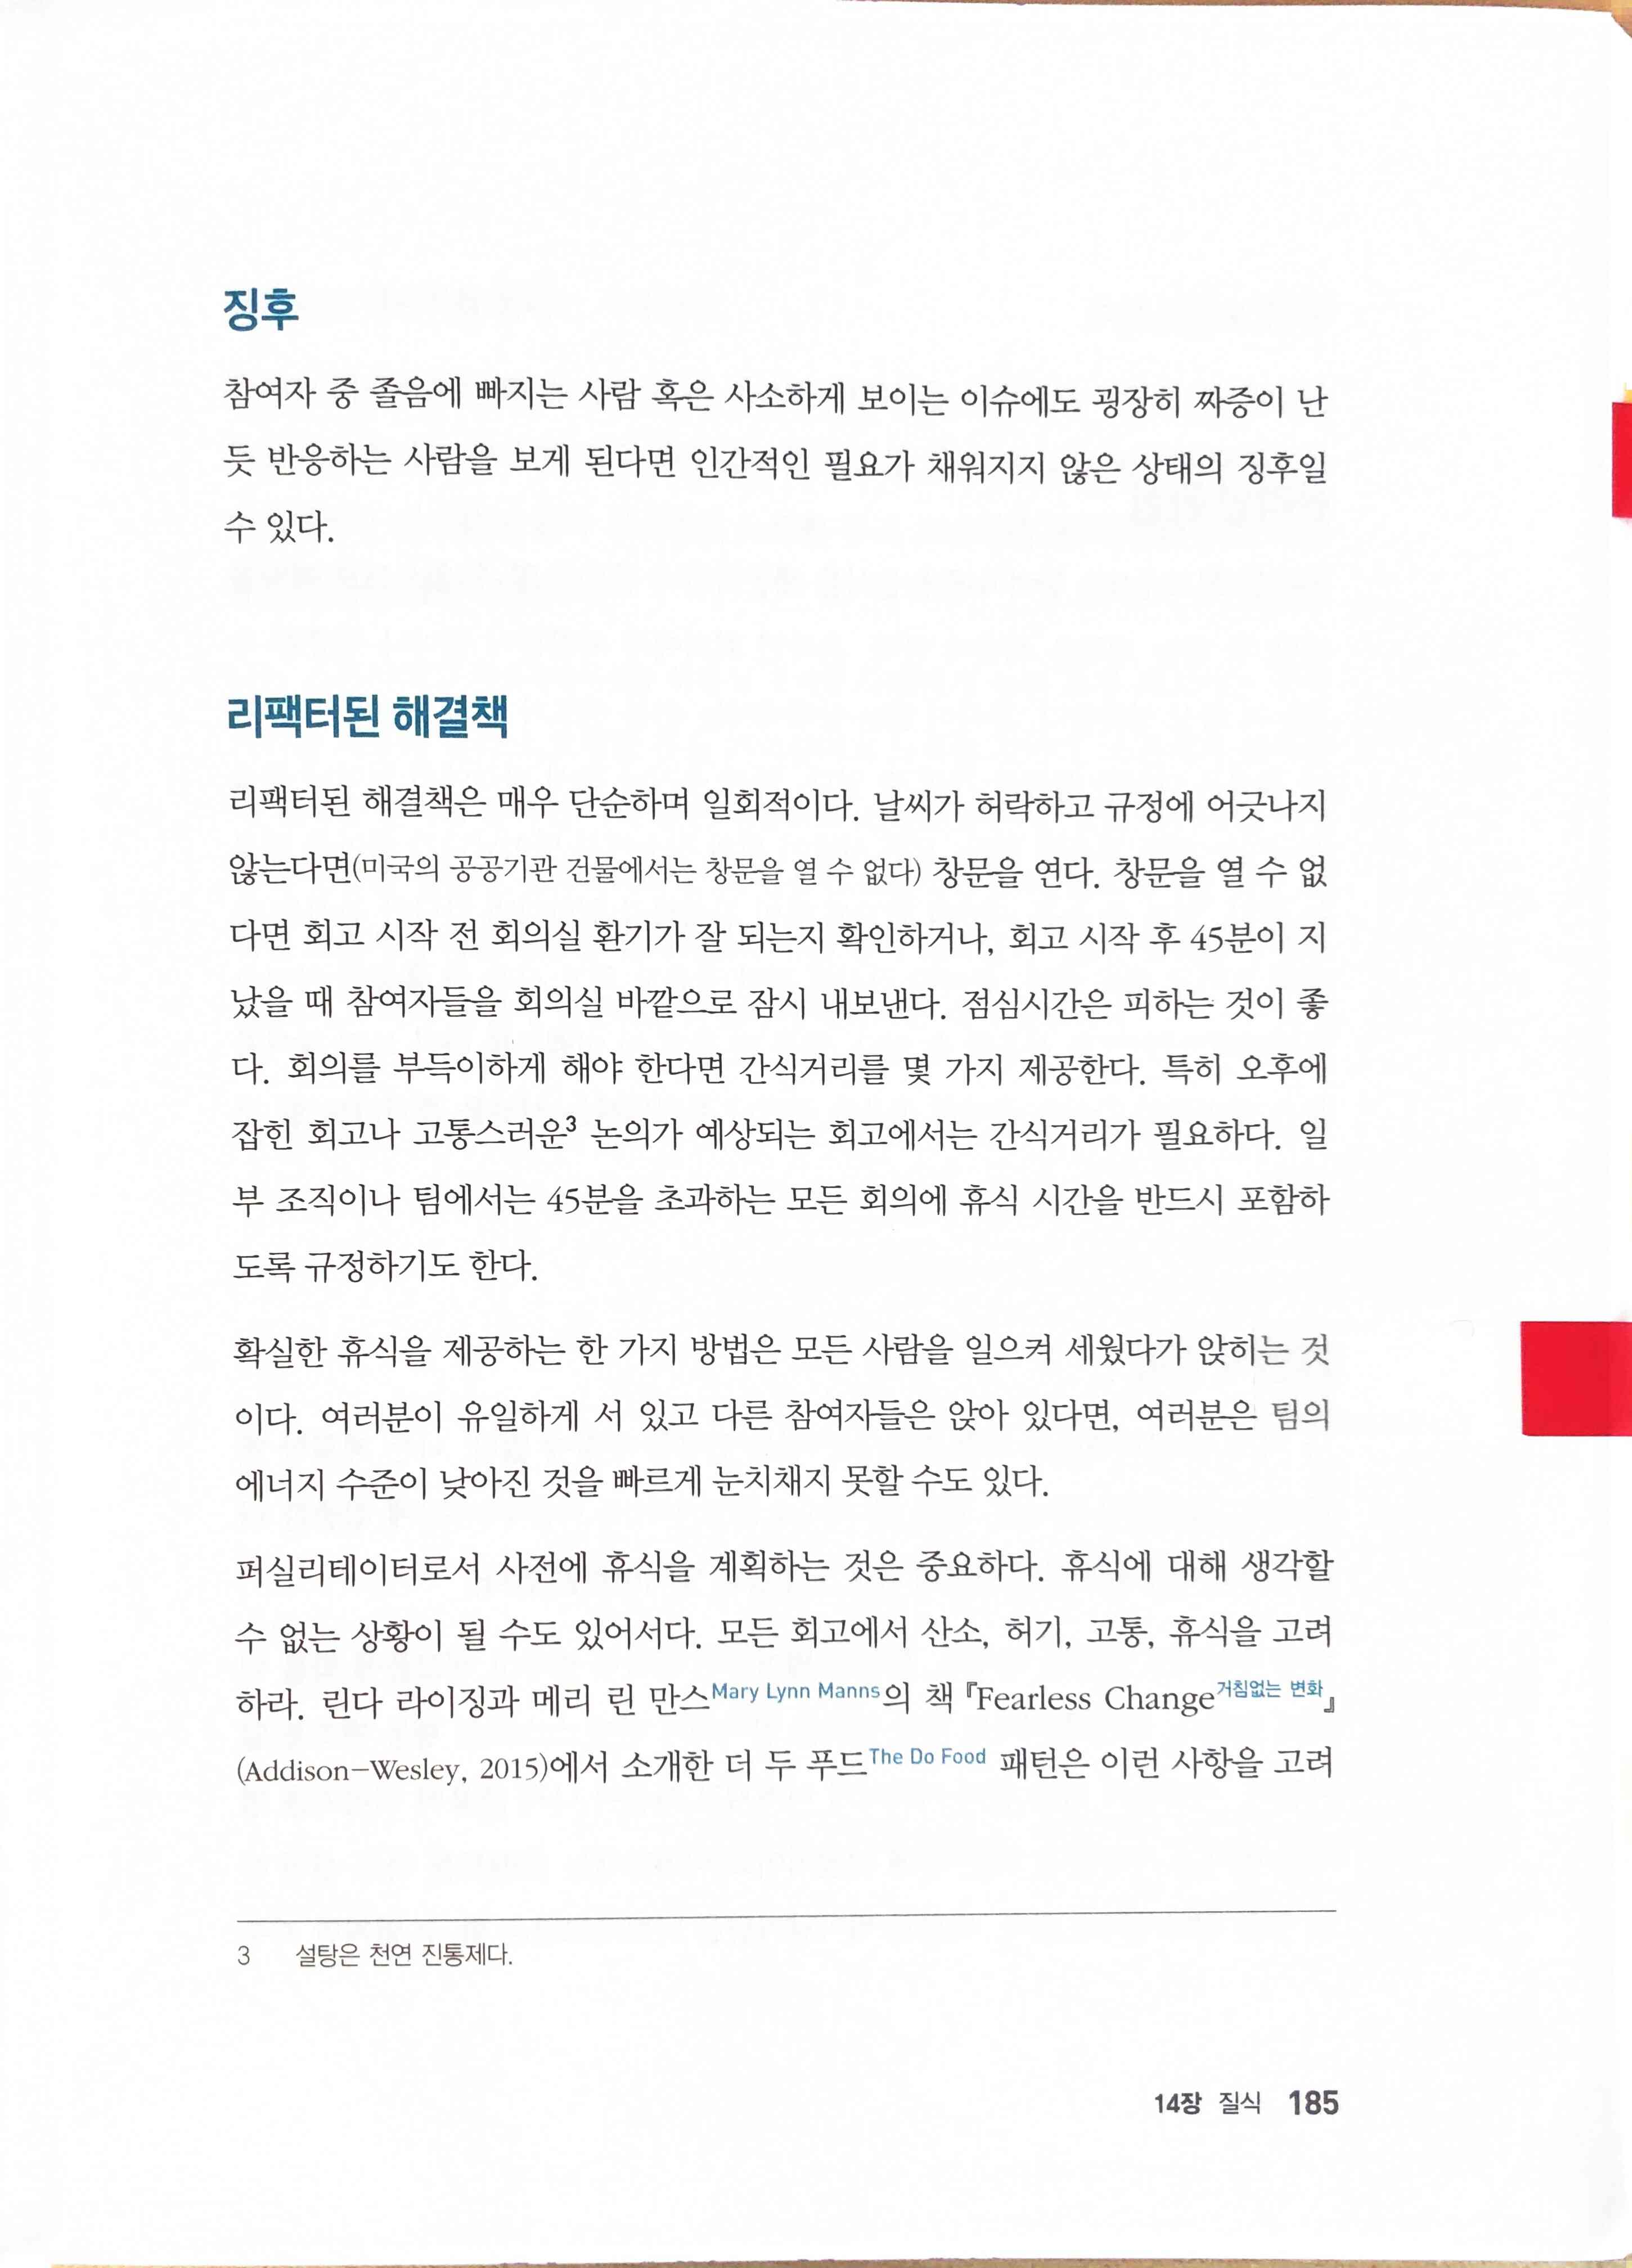 징후
참여자 중 졸음에 빠지는 사람 혹은 사소하게 보이는 이슈에도 굉장히 짜증이 난
듯 반응하는 사람을 보게 된다면 인간적인 필요가 채워지지 않은 상태의 징후일
수 있다.
리팩터된 해결책
리팩터된 해결책은 매우 단순하며 일회적이다. 날씨가 허락하고 규정에 어긋나지
않는다면(미국의 공공기관 건물에서는 창문을 열 수 없다) 창문을 연다. 창문을 열 수 없
다면 회고 시작 전 회의실 환기가 잘 되는지 확인하거나, 회고 시작 후 45분이 지
났을 때 참여자들을 회의실 바깥으로 잠시 내보낸다. 점심시간은 피하는 것이 좋
다. 회의를 부득이하게 해야 한다면 간식거리를 몇 가지 제공한다. 특히 오후에
잡힌 회고나 고통스러운3 논의가 예상되는 회고에서는 간식거리가 필요하다. 일
부 조직이나 팀에서는 45분을 초과하는 모든 회의에 휴식 시간을 반드시 포함하
도록 규정하기도 한다.
확실한 휴식을 제공하는 한 가지 방법은 모든 사람을 일으켜 세웠다가 앉히는 것
이다. 여러분이 유일하게 서 있고 다른 참여자들은 앉아 있다면, 여러분은 팀의
에너지 수준이 낮아진 것을 빠르게 눈치채지 못할 수도 있다.
퍼실리테이터로서 사전에 휴식을 계획하는 것은 중요하다. 휴식에 대해 생각할
수 없는 상황이 될 수도 있어서다. 모든 회고에서 산소, 허기, 고통, 휴식을 고려
하라. 린다 라이징과 메리 린 만스Mary Lynn Manns의 책 『Fearless Change거침없는 변화』
(Addison-Wesley, 2015)에서 소개한 더 두 푸드The Do Food 패턴은 이런 사항을 고려
3 설탕은 천연 진통제다.
14장 질식 185